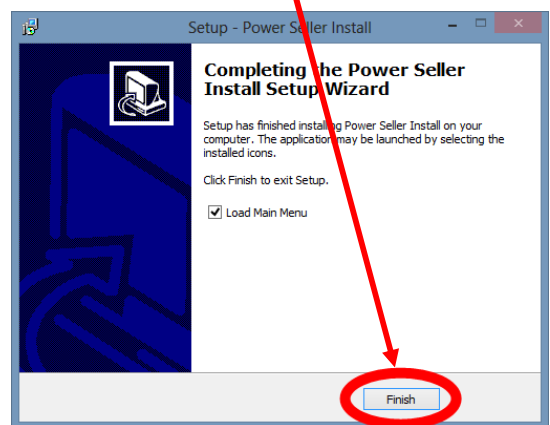 Setup - Power Seller Install
Completing the Power Seller
Install Setup Wizard
Setup has finished installing Power Seller Install on your
computer. The application may be launched by selecting the
installed icons.
Click Finish to exit Setup.
Load Main Menu
Finish